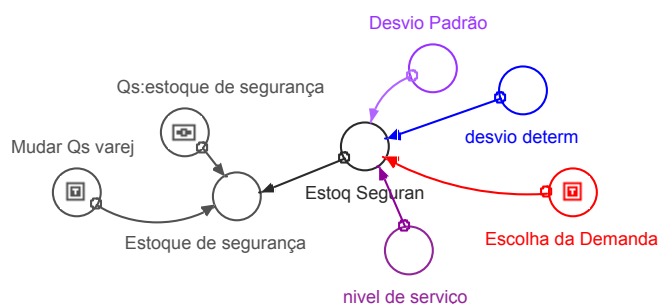 Desvio Padrão
Qs:estoque de segurança
desvio determ
Mudar Qs varej
Estoq Seguran
Estoque de segurança
Escolha da Demanda
nivel de serviço